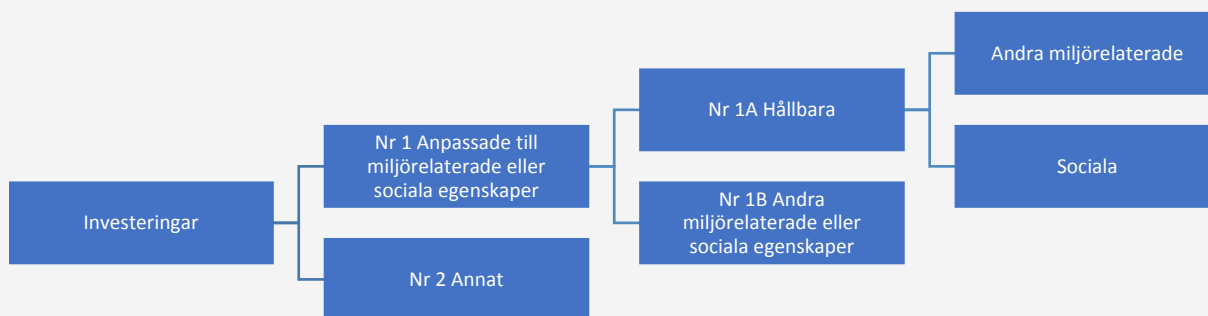 Investeringar
Nr 1 Anpassade till
miljörelaterade eller
sociala egenskaper
Nr 2 Annat
Nr 1A Hållbara
Nr 1B Andra
miljörelaterade eller
sociala egenskaper
Andra miljörelaterade
Sociala